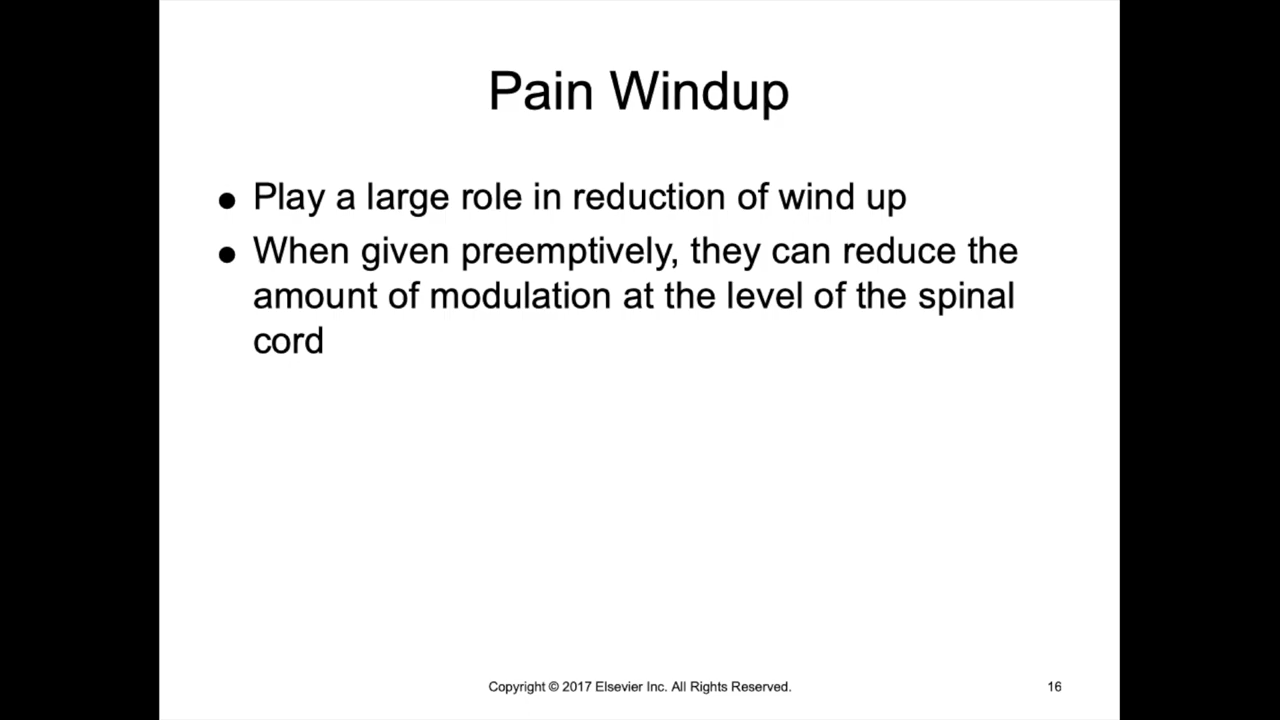 Pain Windup
● Play a large role in reduction of wind up
● When given preemptively, they can reduce the
amount of modulation at the level of the spinal
cord
Copyright © 2017 Elsevier Inc. All Rights Reserved.
16